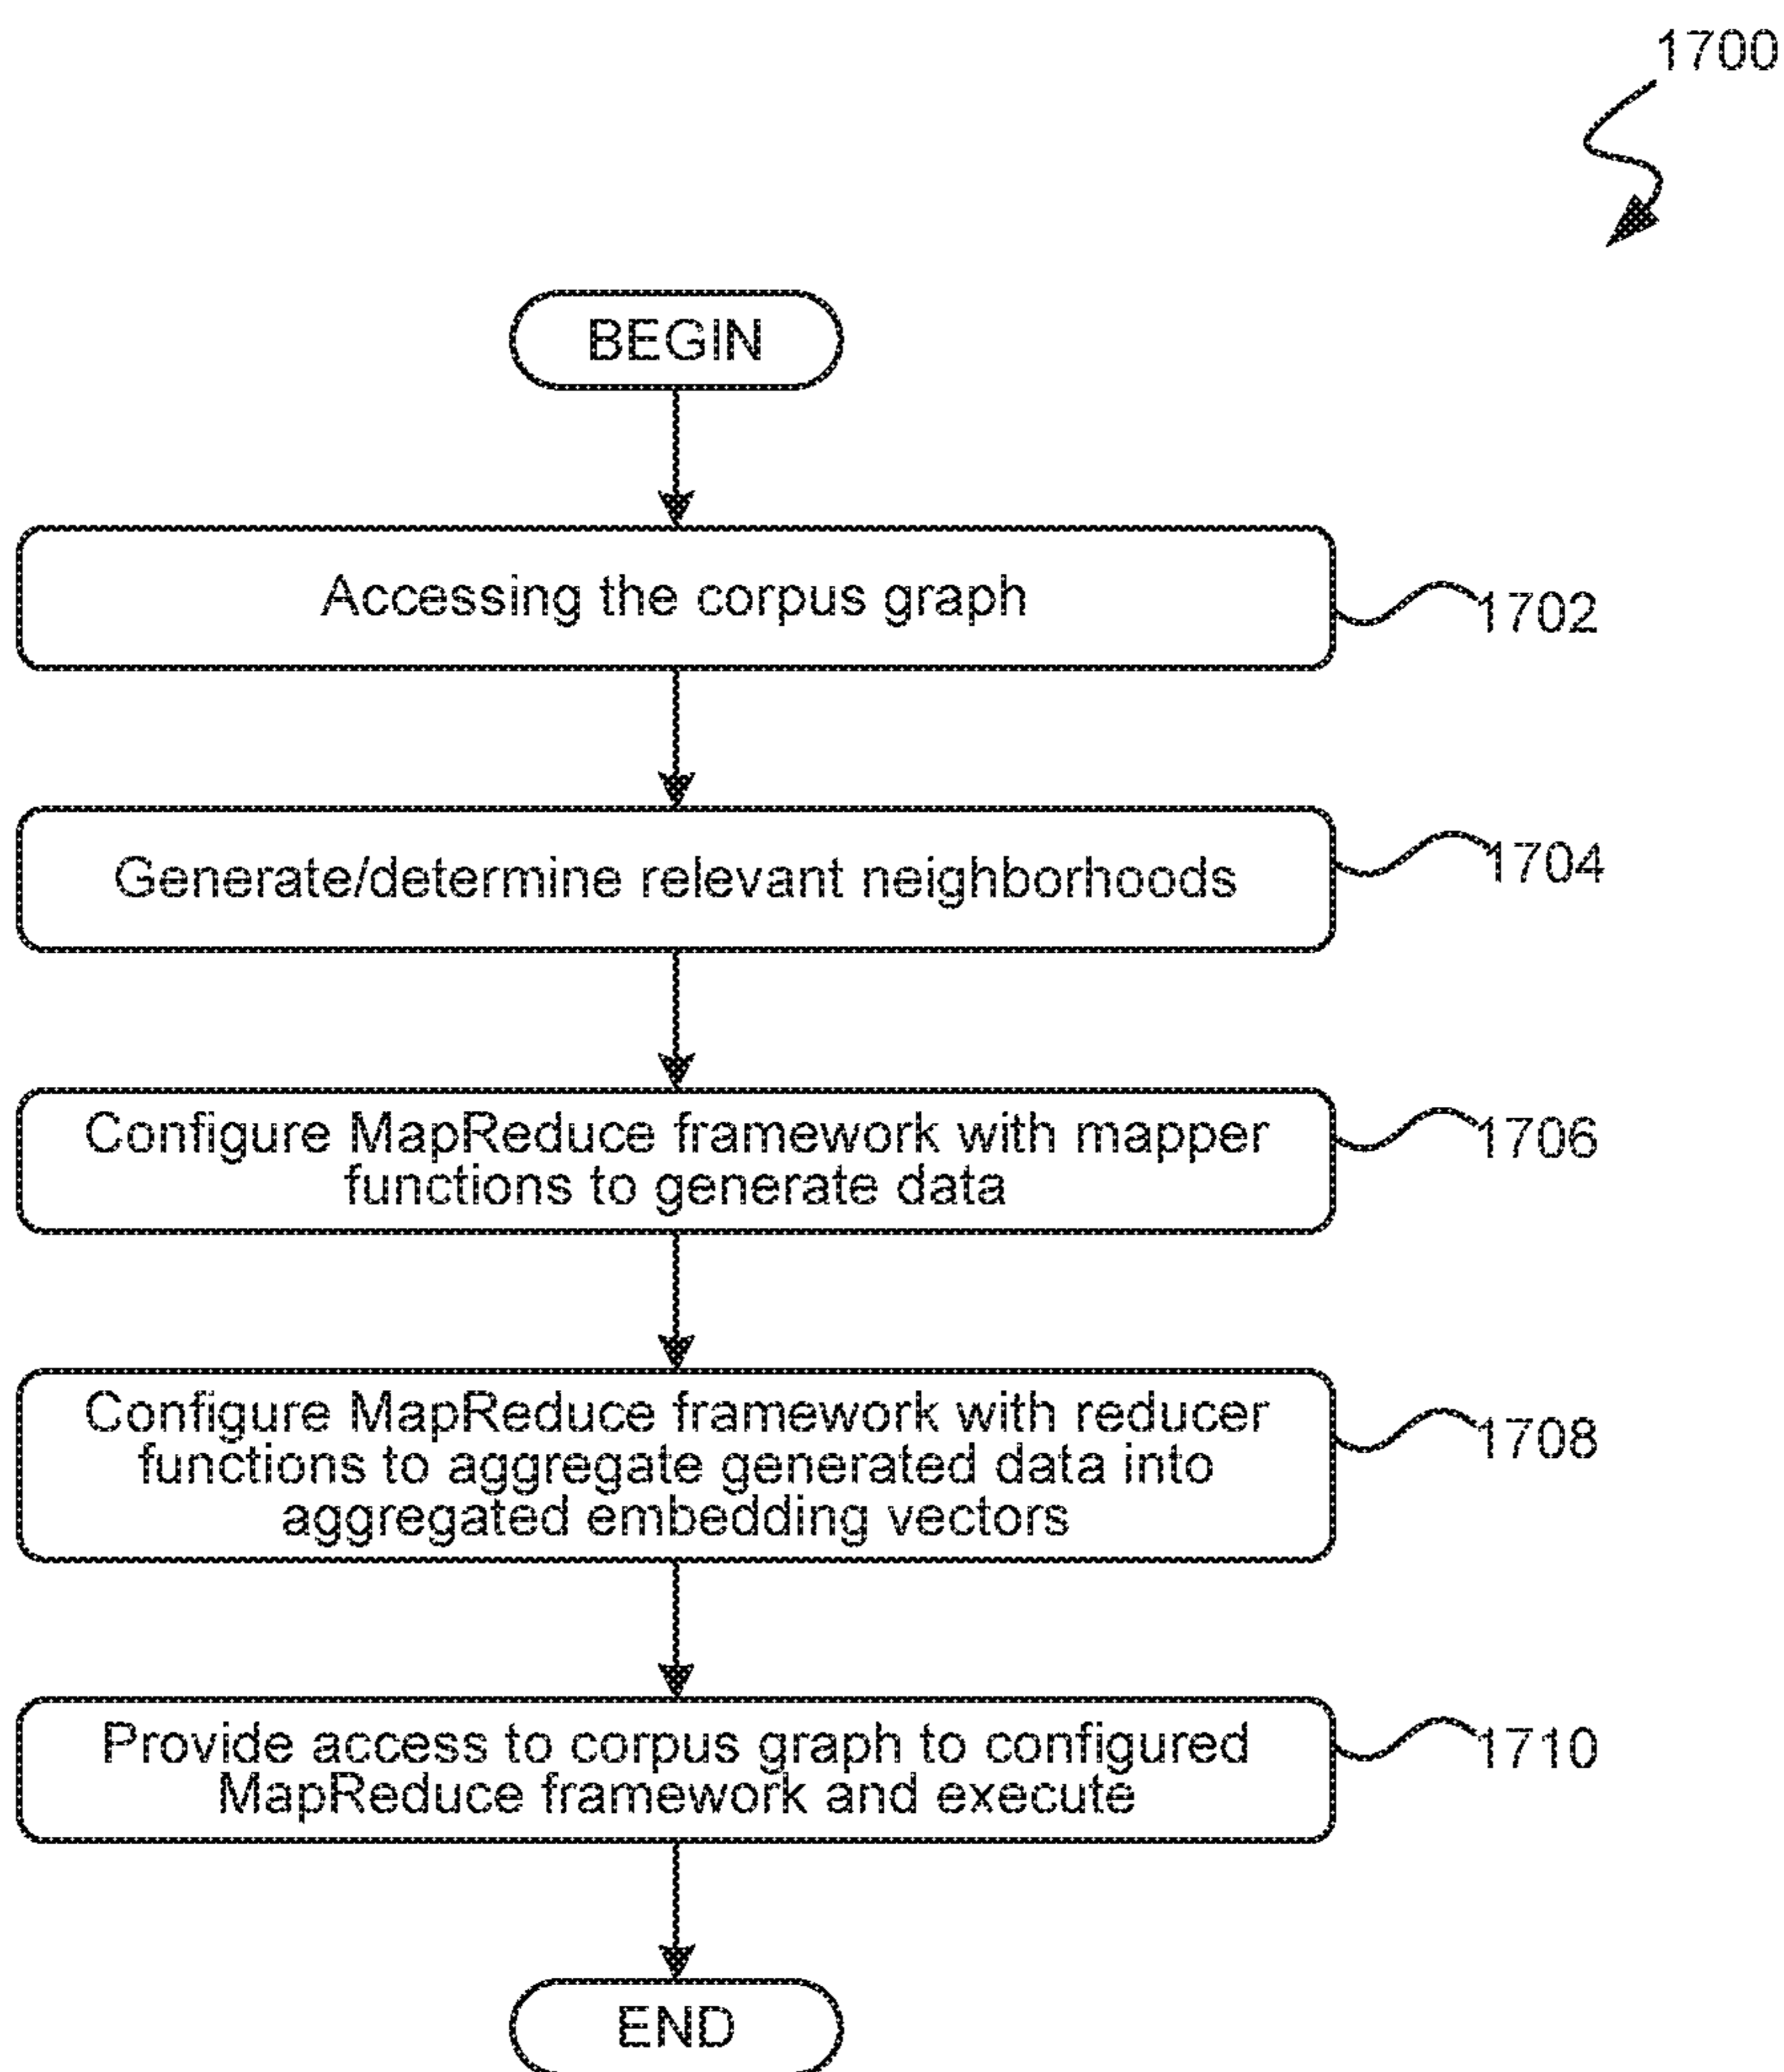 1700
BEGIN
Accessing the corpus graph
1702
Generate/determine relevant neighborhoods
1704
Configure MapReduce framework with mapper
functions to generate data
1706
Configure MapReduce framework with reducer
functions to aggregate generated data into
aggregated embedding vectors
1708
Provide access to corpus graph to configured
MapReduce framework and execute
1710
END